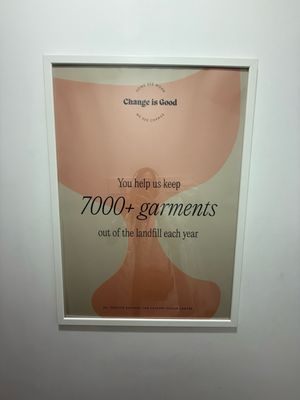 Change is Good
You help us keep
7000+ garments
out of the landfill each year